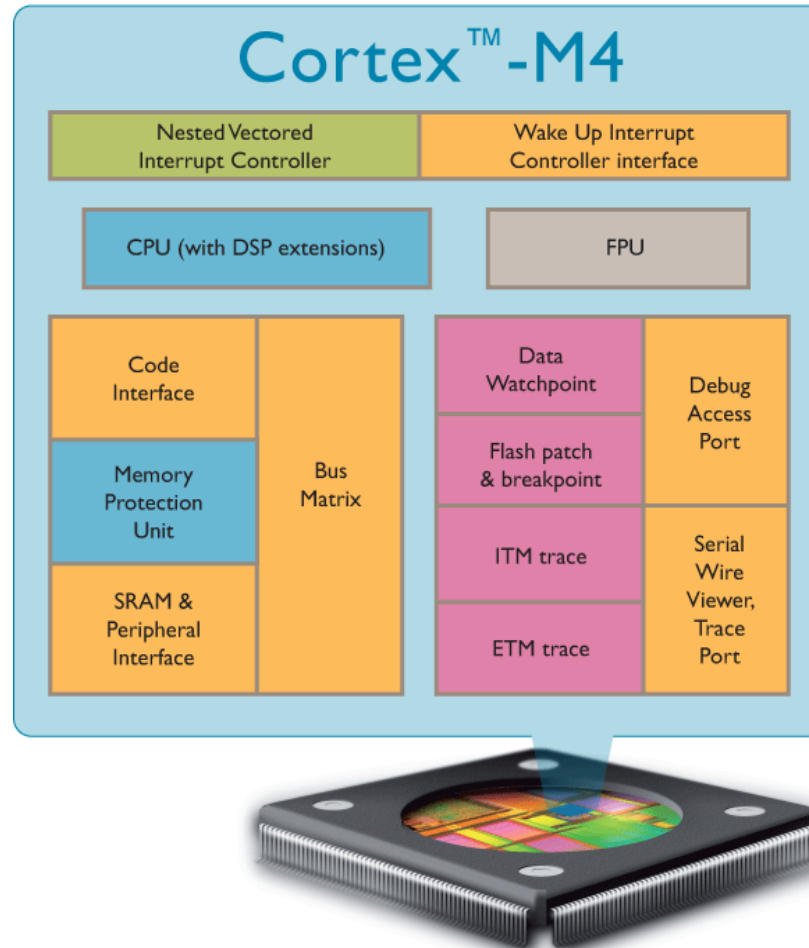 Cortex™-M4
Nested Vectored
Interrupt Controller
Wake Up Interrupt
Controller interface
CPU (with DSP extensions)
FPU
Code
Interface
Memory
Protection
Unit
SRAM &
Peripheral
Interface
Bus
Matrix
Data
Watchpoint
Flash patch
& breakpoint
ITM trace
ETM trace
Debug
Access
Port
Serial
Wire
Viewer,
Trace
Port